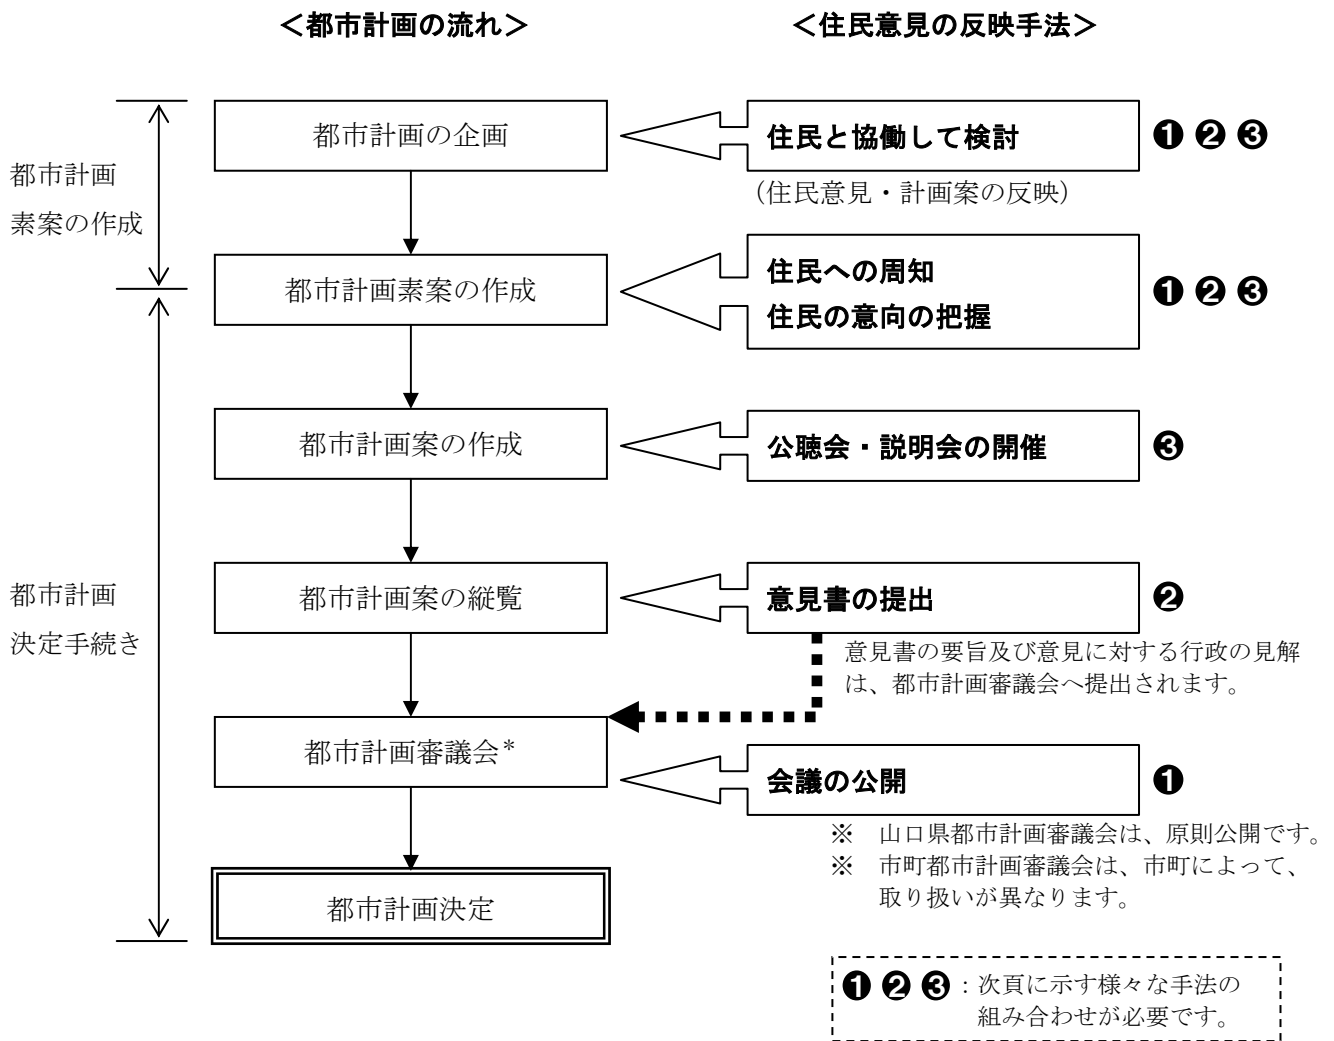 ＜都市計画の流れ＞
＜住民意見の反映手法＞
都市計画
素案の作成
都市計画の企画
住民と協働して検討
❶ ❷ ❸
（住民意見・計画案の反映）
都市計画素案の作成
住民への周知
住民の意向の把握
❶ ❷ ❸
都市計画案の作成
公聴会・説明会の開催
❸
都市計画
決定手続き
都市計画案の縦覧
意見書の提出
❷
意見書の要旨及び意見に対する行政の見解
は、都市計画審議会へ提出されます。
都市計画審議会*
会議の公開
❶
※　山口県都市計画審議会は、原則公開です。
※　市町都市計画審議会は、市町によって、
取り扱いが異なります。
都市計画決定
❶ ❷ ❸：次頁に示す様々な手法の
組み合わせが必要です。